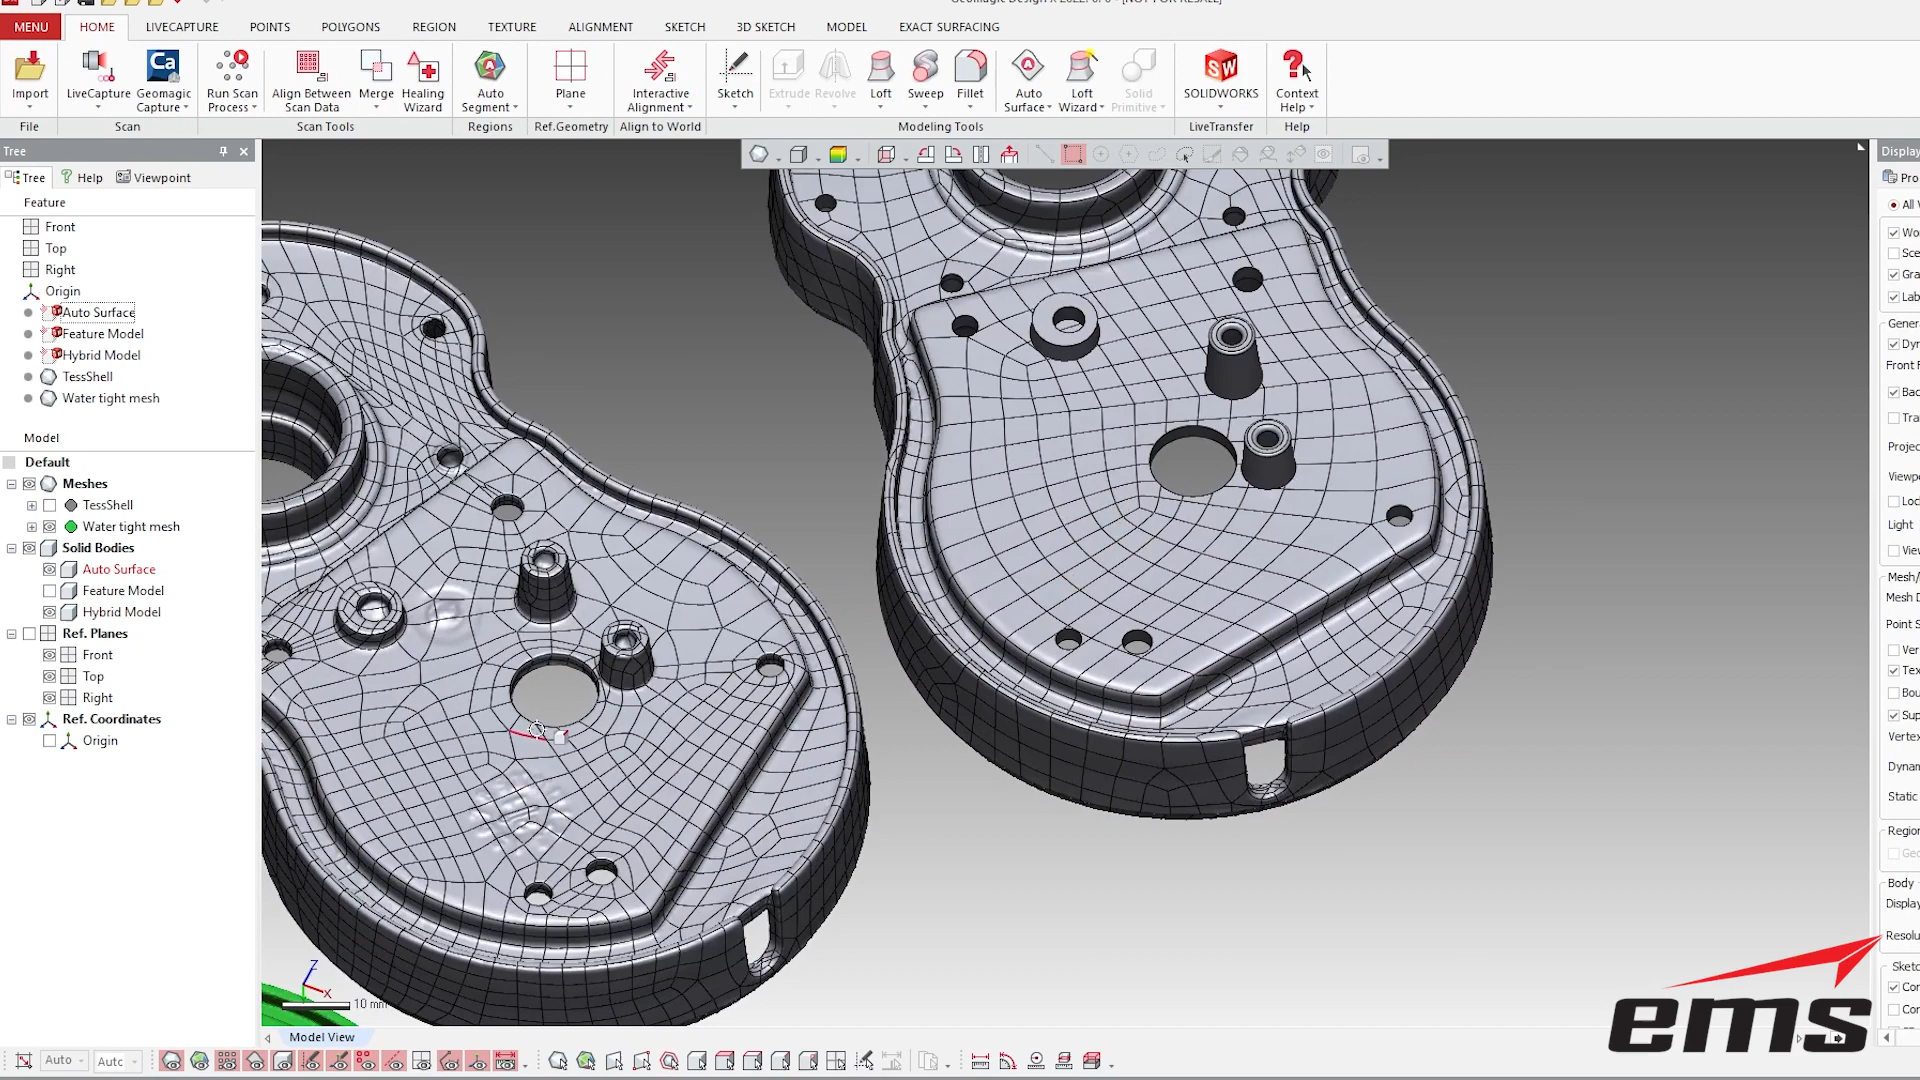 MENU HOME LIVECAPTURE POINTS POLYGONS REGION TEXTURE ALIGNMENT SKETCH 3D SKETCH MODEL EXACT SURFACING
Import LiveCapture Geomagic Capture Run Scan Process Align Between Scan Data Merge Healing Wizard Auto Segment Plane Interactive Alignment Sketch Extrude Revolve Loft Sweep Fillet Auto Surface Loft Wizard Solid Primitive SOLIDWORKS Context Help
File Scan Scan Tools Regions Ref.Geometry Align to World Modeling Tools LiveTransfer Help
Tree
Tree Help Viewpoint
Feature
Front
Top
Right
Origin
Auto Surface
Feature Model
Hybrid Model
TessShell
Water tight mesh
Model
Default
Meshes
TessShell
Water tight mesh
Solid Bodies
Auto Surface
Feature Model
Hybrid Model
Ref. Planes
Front
Top
Right
Ref. Coordinates
Origin
Z
X
10 mm
Model View
Auto
Display
All
Light
Static
Body
Display
ems